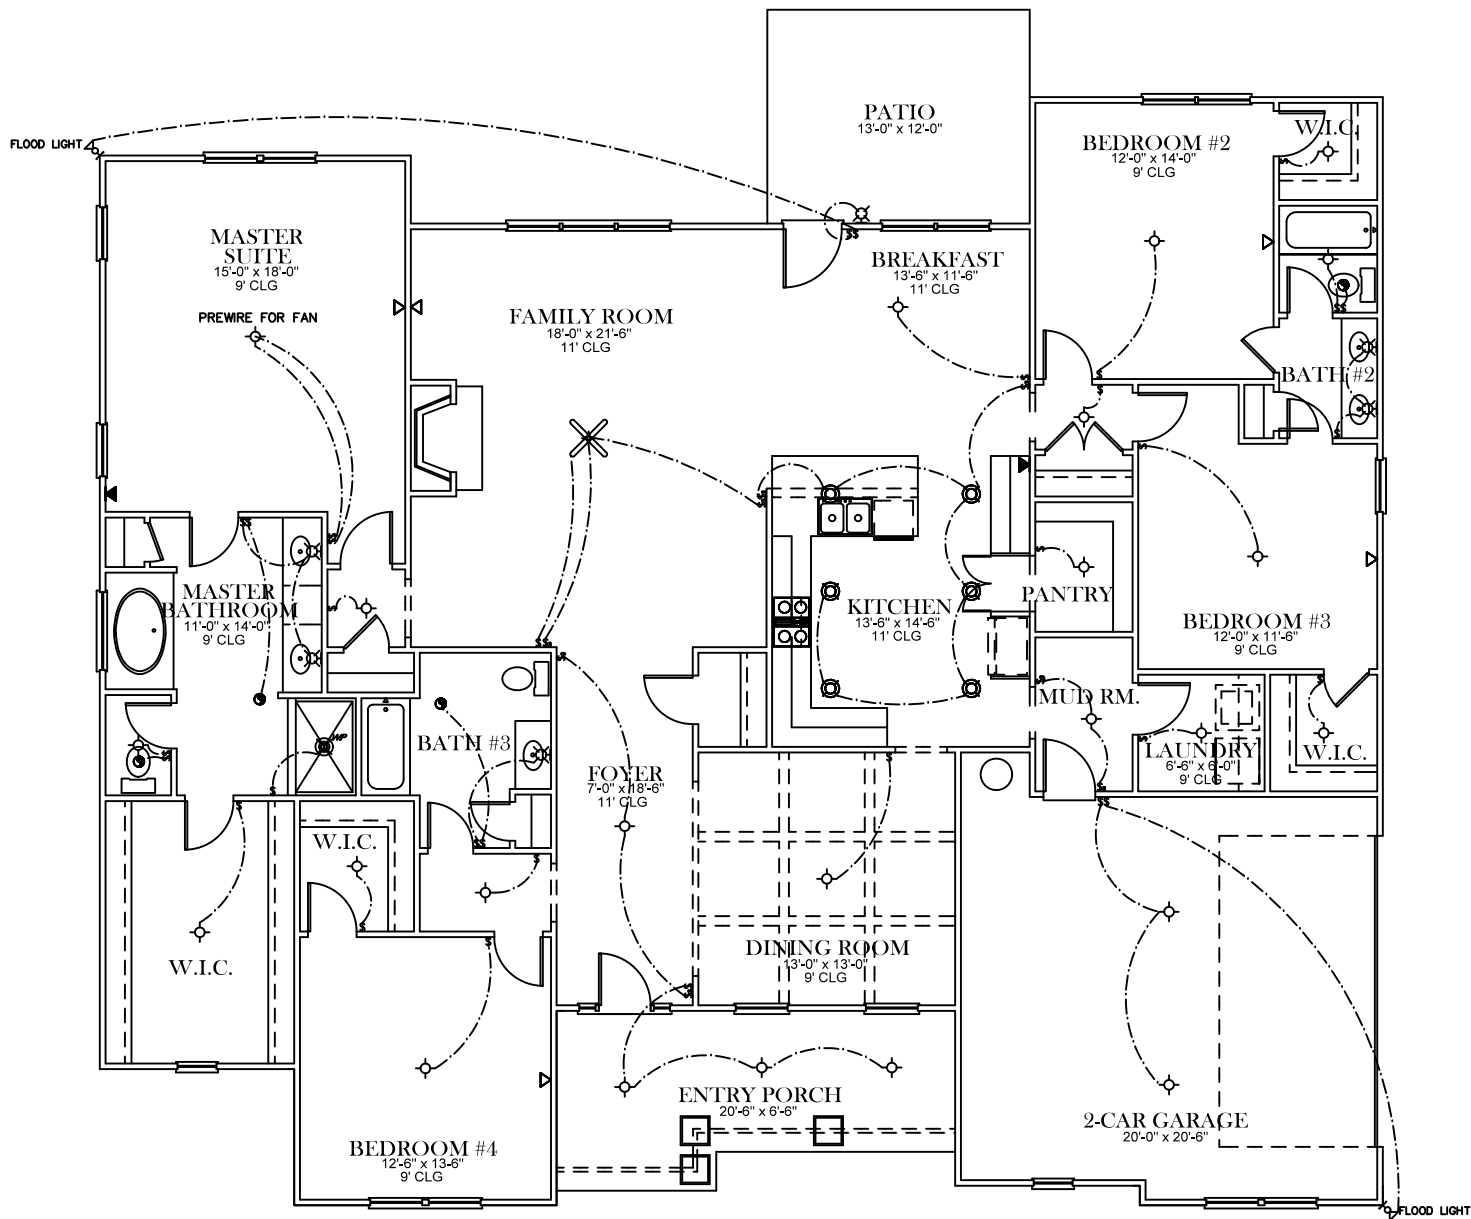 PATIO
13'-0" x 12'-0"
FLOOD LIGHT
BEDROOM #2
12'-0" x 14'-0"
9' CLG
W.I.C.
MASTER
SUITE
15'-0" x 18'-0"
9' CLG
PREWIRE FOR FAN
FAMILY ROOM
18'-0" x 21'-6"
11' CLG
BREAKFAST
13'-6" x 11'-6"
11' CLG
BATH #2
MASTER
BATHROOM
11'-0" x 14'-0"
9' CLG
KITCHEN
13'-6" x 14'-6"
11' CLG
PANTRY
BEDROOM #3
12'-0" x 11'-6"
9' CLG
MUD RM.
WP
BATH #3
FOYER
7'-0" x 18'-6"
11' CLG
LAUNDRY
6'-6" x 6'-0"
9' CLG
W.I.C.
W.I.C.
W.I.C.
DINING ROOM
13'-0" x 13'-0"
9' CLG
ENTRY PORCH
20'-6" x 6'-6"
2-CAR GARAGE
20'-0" x 20'-6"
BEDROOM #4
12'-6" x 13'-6"
9' CLG
FLOOD LIGHT